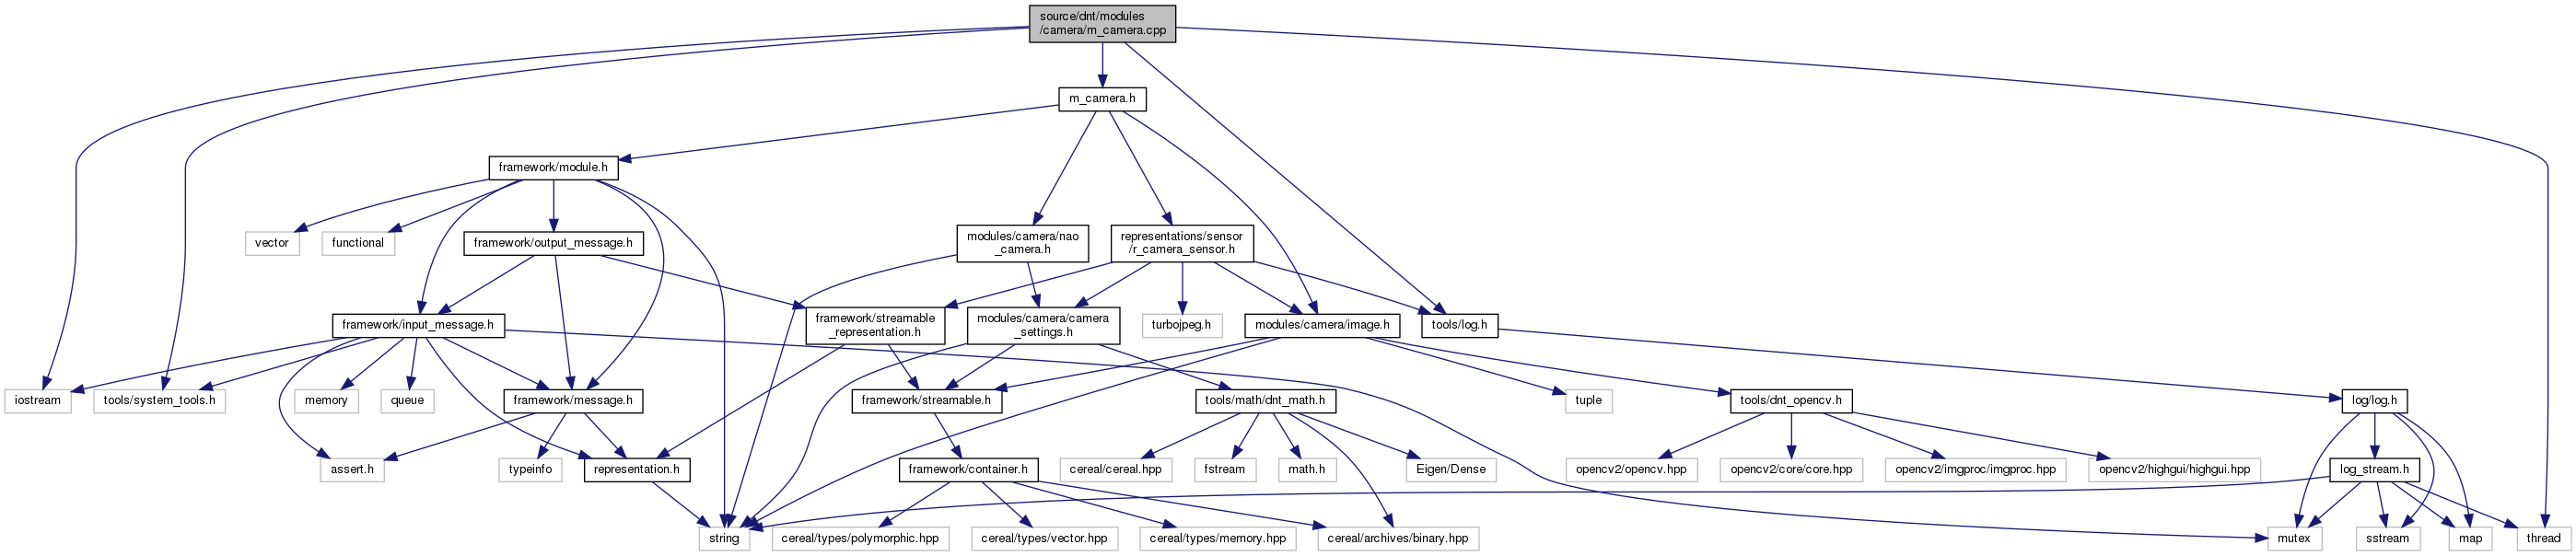 source/dnt/modules
/camera/m_camera.cpp
m_camera.h
framework/module.h
vector
functional
framework/output_message.h
modules/camera/nao
_camera.h
representations/sensor
/r_camera_sensor.h
framework/input_message.h
framework/streamable
_representation.h
modules/camera/camera
_settings.h
turbojpeg.h
modules/camera/image.h
tools/log.h
iostream
tools/system_tools.h
memory
queue
framework/message.h
framework/streamable.h
tools/math/dnt_math.h
tuple
tools/dnt_opencv.h
log/log.h
assert.h
typeinfo
representation.h
framework/container.h
cereal/cereal.hpp
fstream
math.h
Eigen/Dense
opencv2/opencv.hpp
opencv2/core/core.hpp
opencv2/imgproc/imgproc.hpp
opencv2/highgui/highgui.hpp
log_stream.h
string
cereal/types/polymorphic.hpp
cereal/types/vector.hpp
cereal/types/memory.hpp
cereal/archives/binary.hpp
mutex
sstream
map
thread